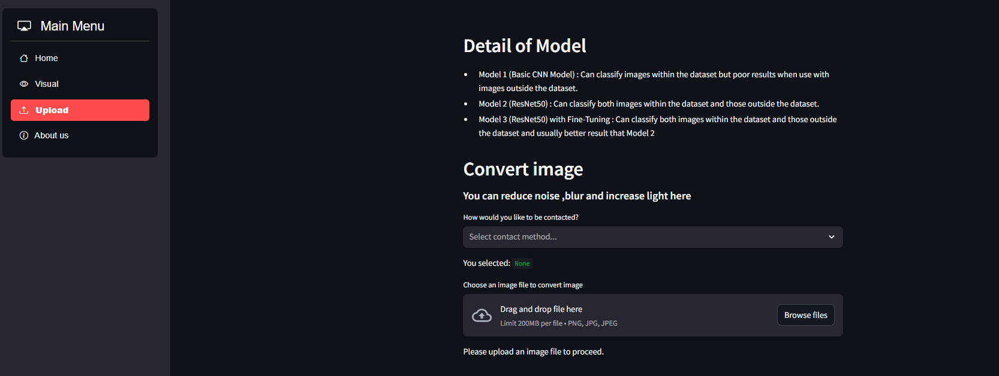 Main Menu
Home
Visual
Upload
About us
Detail of Model
• Model 1 (Basic CNN Model) : Can classify images within the dataset but poor results when use with
images outside the dataset.
• Model 2 (ResNet50) : Can classify both images within the dataset and those outside the dataset.
• Model 3 (ResNet50) with Fine-Tuning : Can classify both images within the dataset and those outside
the dataset and usually better result that Model 2
Convert image
You can reduce noise ,blur and increase light here
How would you like to be contacted?
Select contact method...
You selected: None
Choose an image file to convert image
Drag and drop file here
Limit 200MB per file • PNG, JPG, JPEG
Browse files
Please upload an image file to proceed.